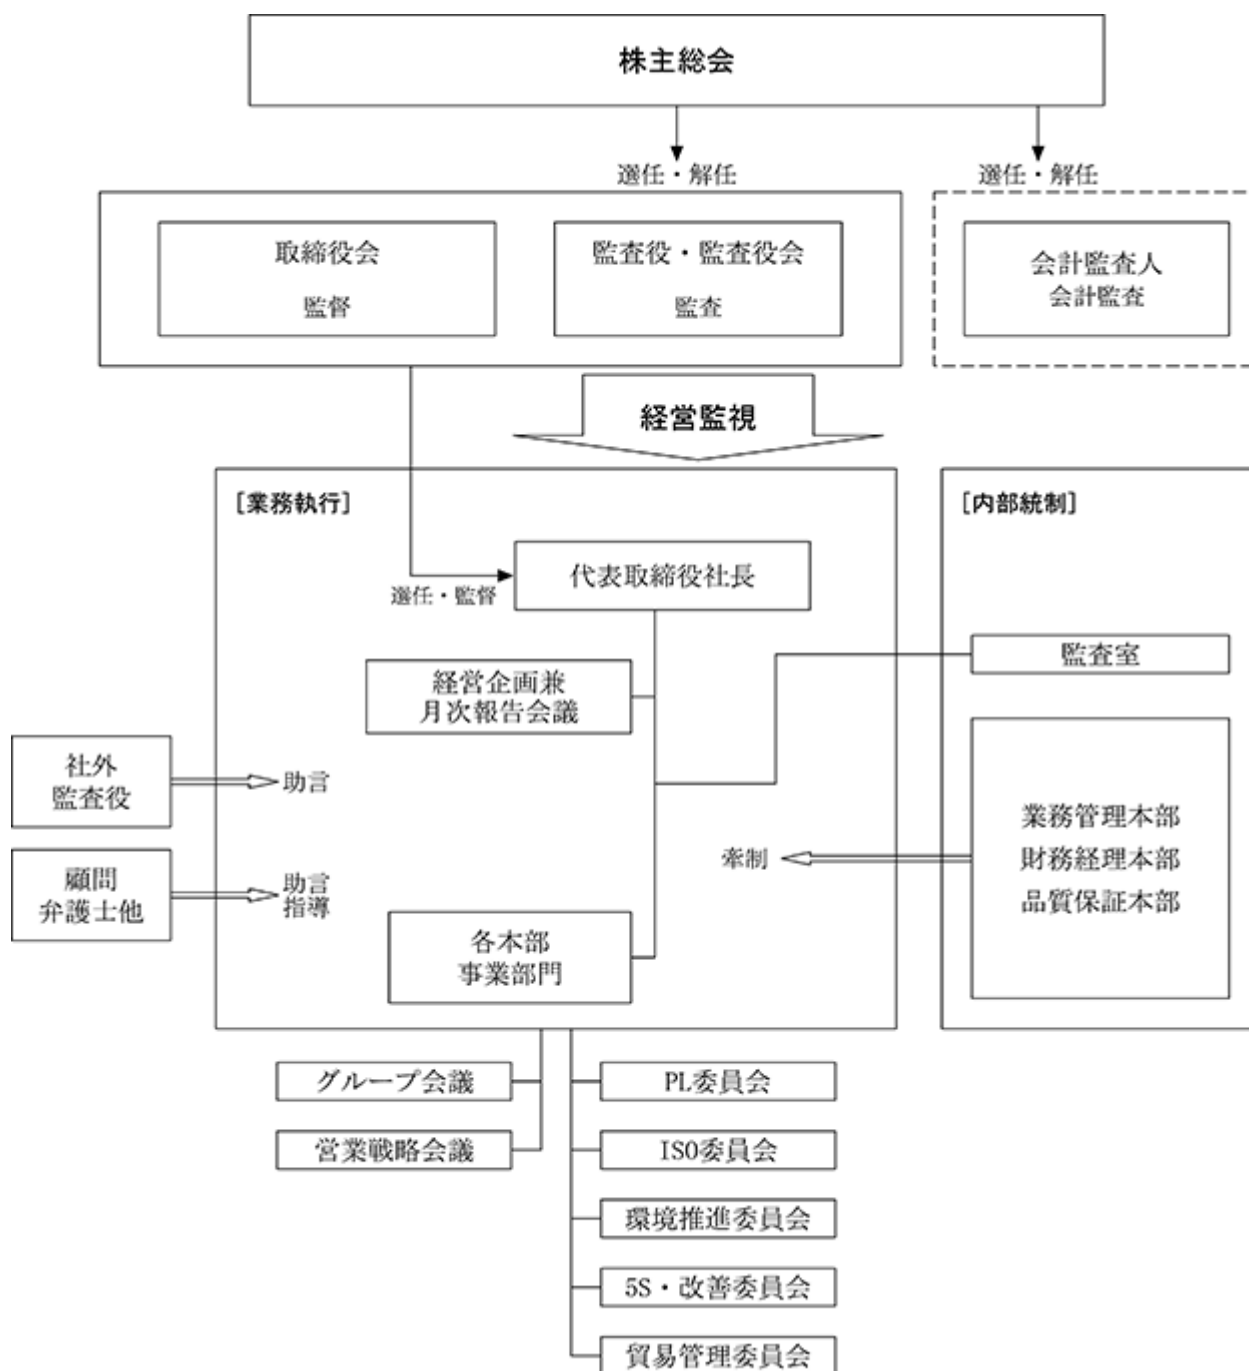 株主総会
選任・解任
選任・解任
取締役会
監督
監査役・監査役会
監査
会計監査人
会計監査
経営監視
[業務執行]
[内部統制]
代表取締役社長
選任・監督
監査室
経営企画兼
月次報告会議
社外
監査役
助言
業務管理本部
財務経理本部
品質保証本部
牽制
顧問
弁護士他
助言
指導
各本部
事業部門
グループ会議
PL委員会
営業戦略会議
ISO委員会
環境推進委員会
5S・改善委員会
貿易管理委員会